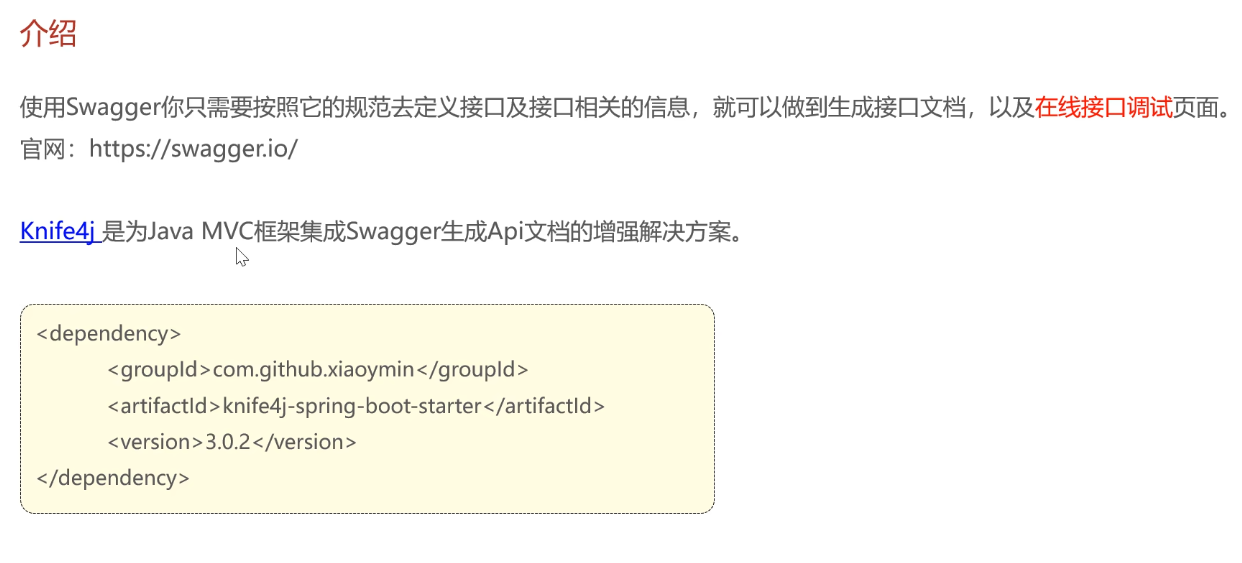 介绍
使用Swagger你只需要按照它的规范去定义接口及接口相关的信息，就可以做到生成接口文档，以及在线接口调试页面。
官网：https://swagger.io/
Knife4j 是为Java MVC框架集成Swagger生成Api文档的增强解决方案。
<dependency>
<groupId>com.github.xiaoymin</groupId>
<artifactId>knife4j-spring-boot-starter</artifactId>
<version>3.0.2</version>
</dependency>